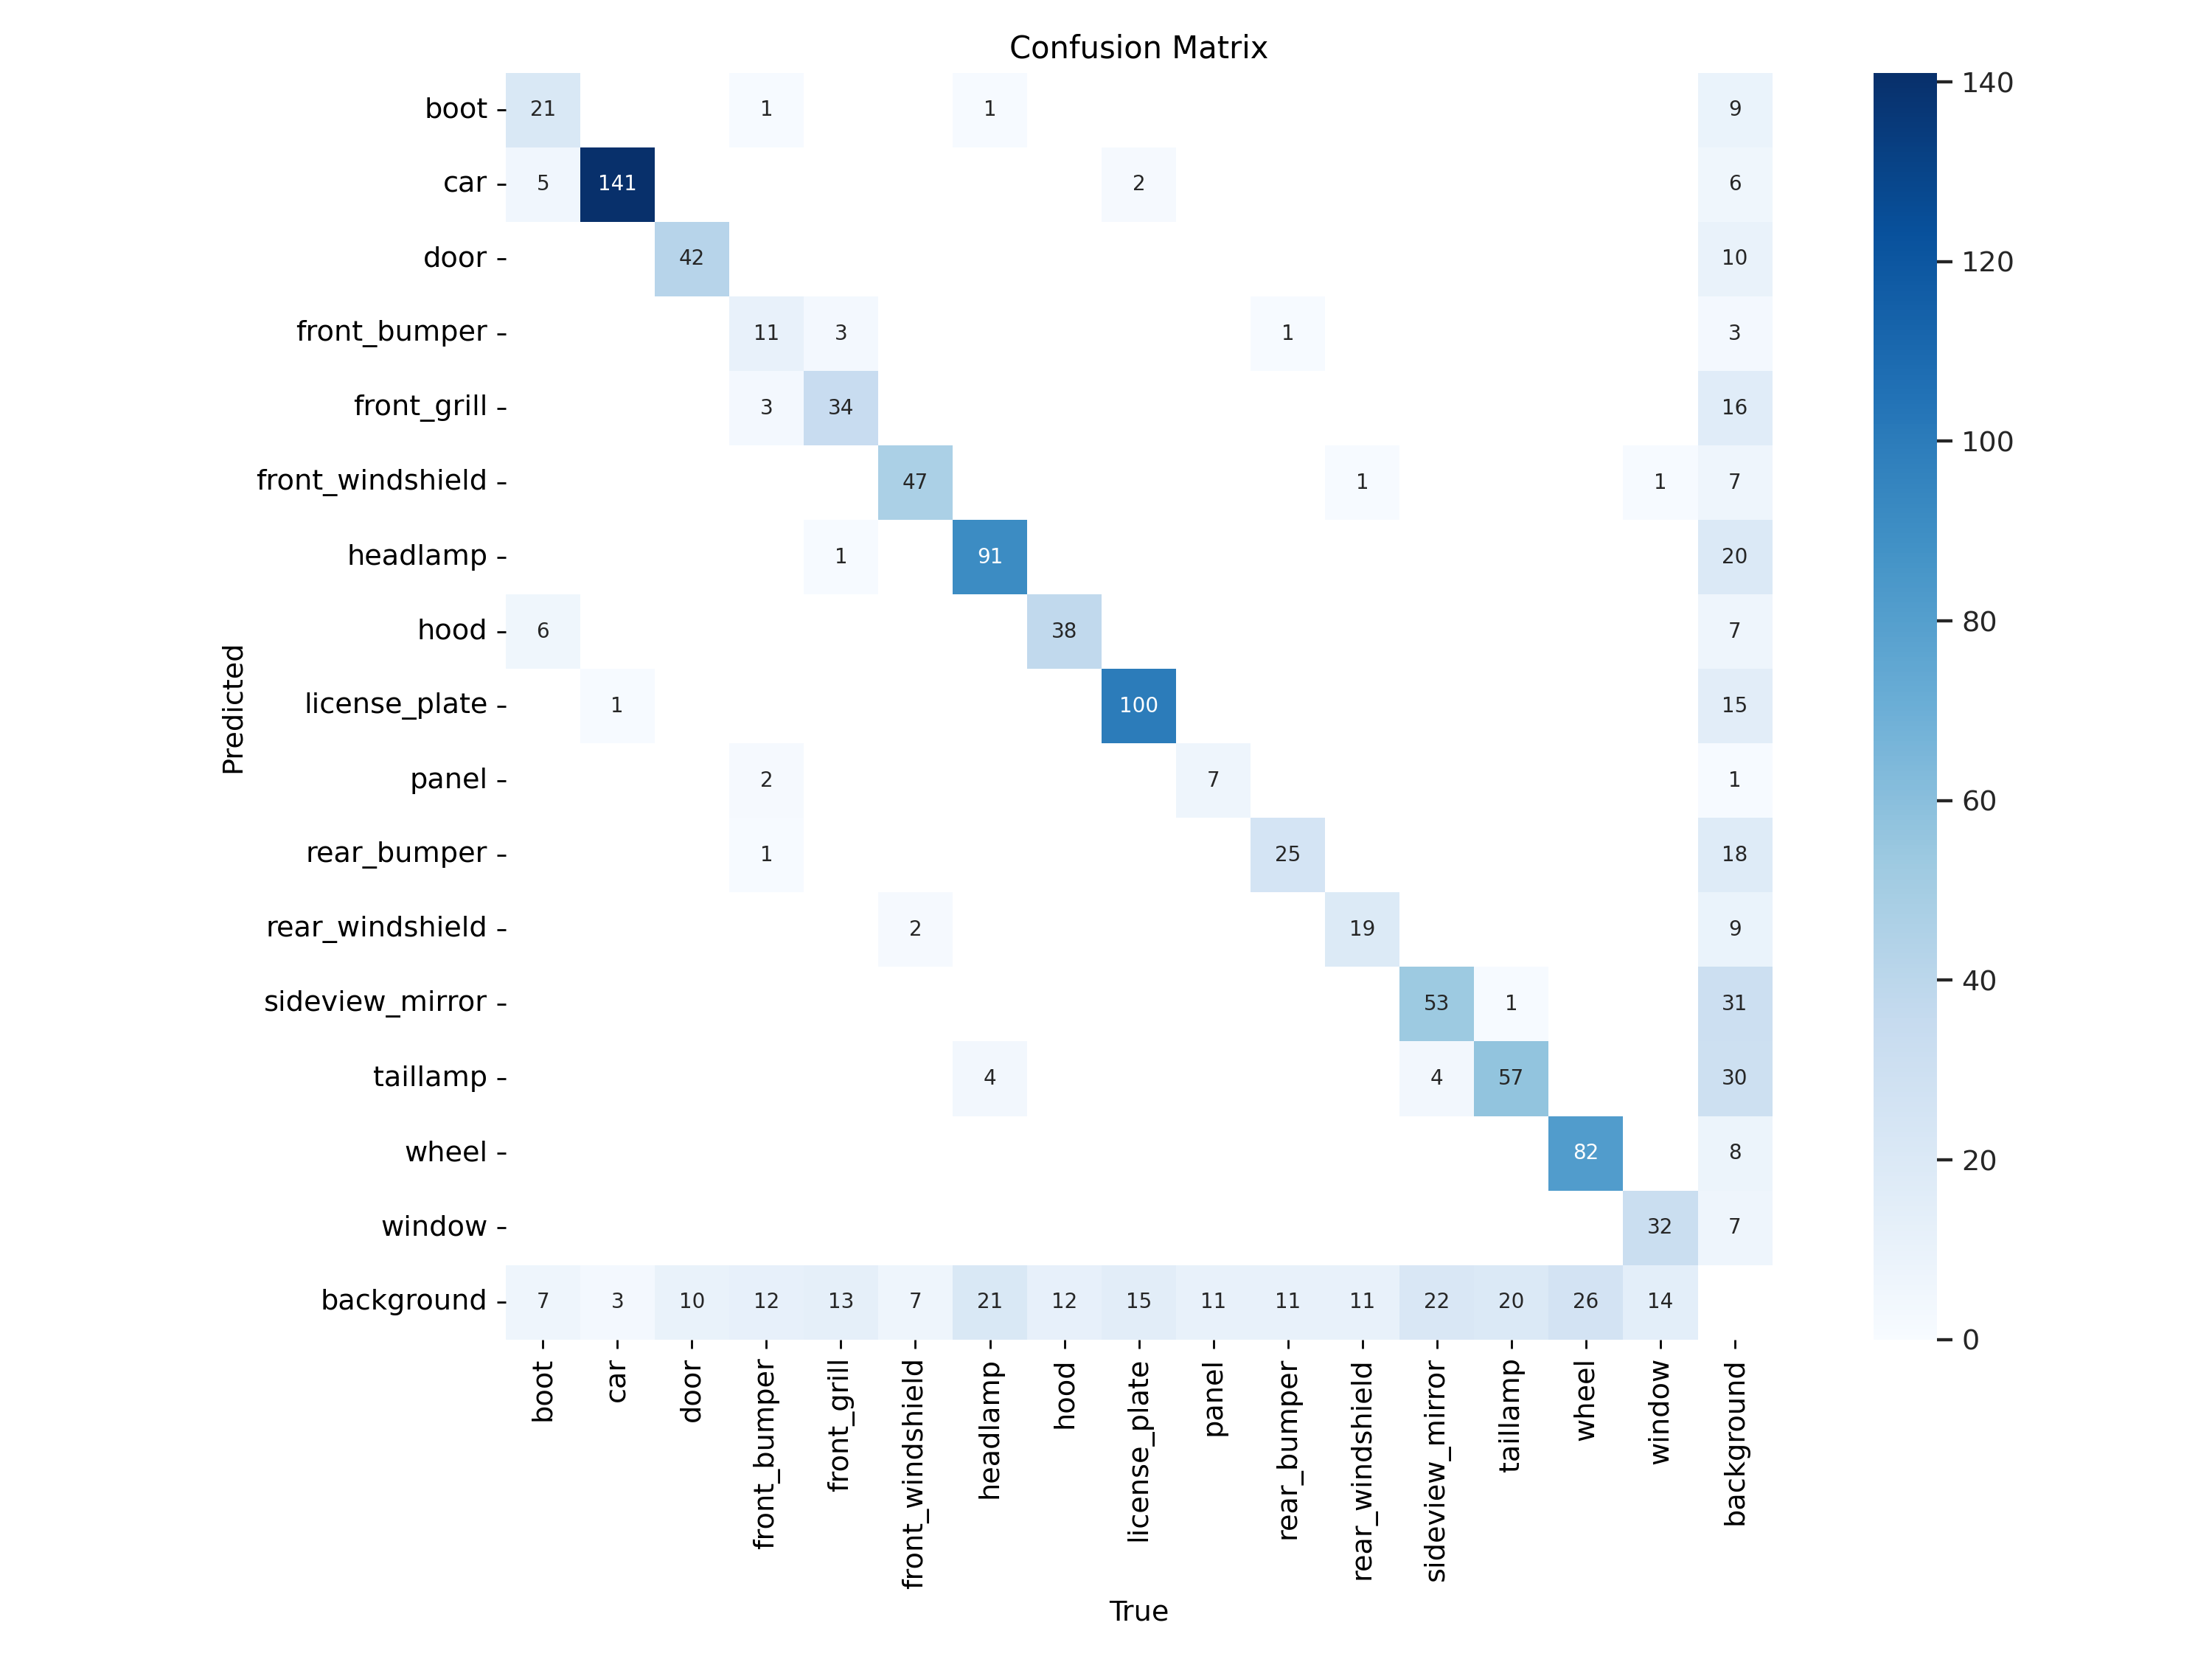 Confusion Matrix
boot 21 1 1 9
car 5 141 2 6
door 42 10
front_bumper 11 3 1 3
front_grill 3 34 16
front_windshield 47 1 1 7
headlamp 1 91 20
hood 6 38 7
license_plate 1 100 15
panel 2 7 1
rear_bumper 1 25 18
rear_windshield 2 19 9
sideview_mirror 53 1 31
taillamp 4 4 57 30
wheel 82 8
window 32 7
background 7 3 10 12 13 7 21 12 15 11 11 11 22 20 26 14
Predicted
boot
car
door
front_bumper
front_grill
front_windshield
headlamp
hood
license_plate
panel
rear_bumper
rear_windshield
sideview_mirror
taillamp
wheel
window
background
True
140
120
100
80
60
40
20
0